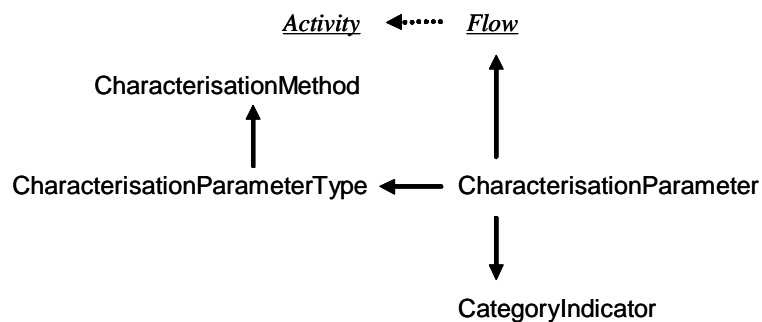 Activity Flow
CharacterisationMethod
CharacterisationParameterType CharacterisationParameter
CategoryIndicator